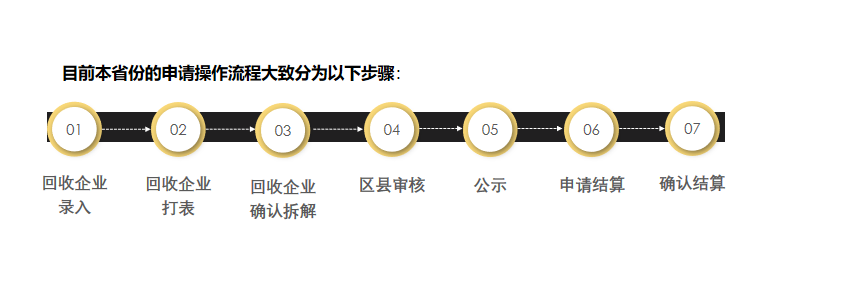 目前本省份的申请操作流程大致分为以下步骤：
01
02
03
04
05
06
07
回收企业
录入
回收企业
打表
回收企业
确认拆解
区县审核
公示
申请结算
确认结算